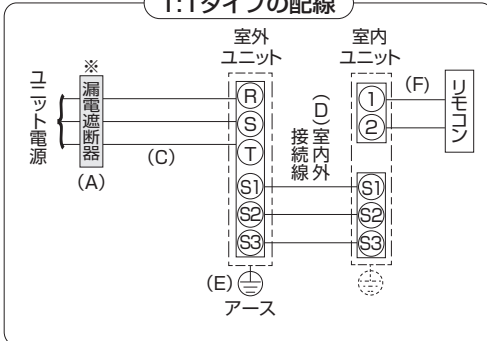 1:1タイプの配線
室外
ユニット
室内
ユニット
ユニット電源
※
漏電遮断器
(A)
(C)
R
S
T
S1
S2
S3
(D)室内外
接続線
1
2
S1
S2
S3
(F)
リモコン
(E)
アース